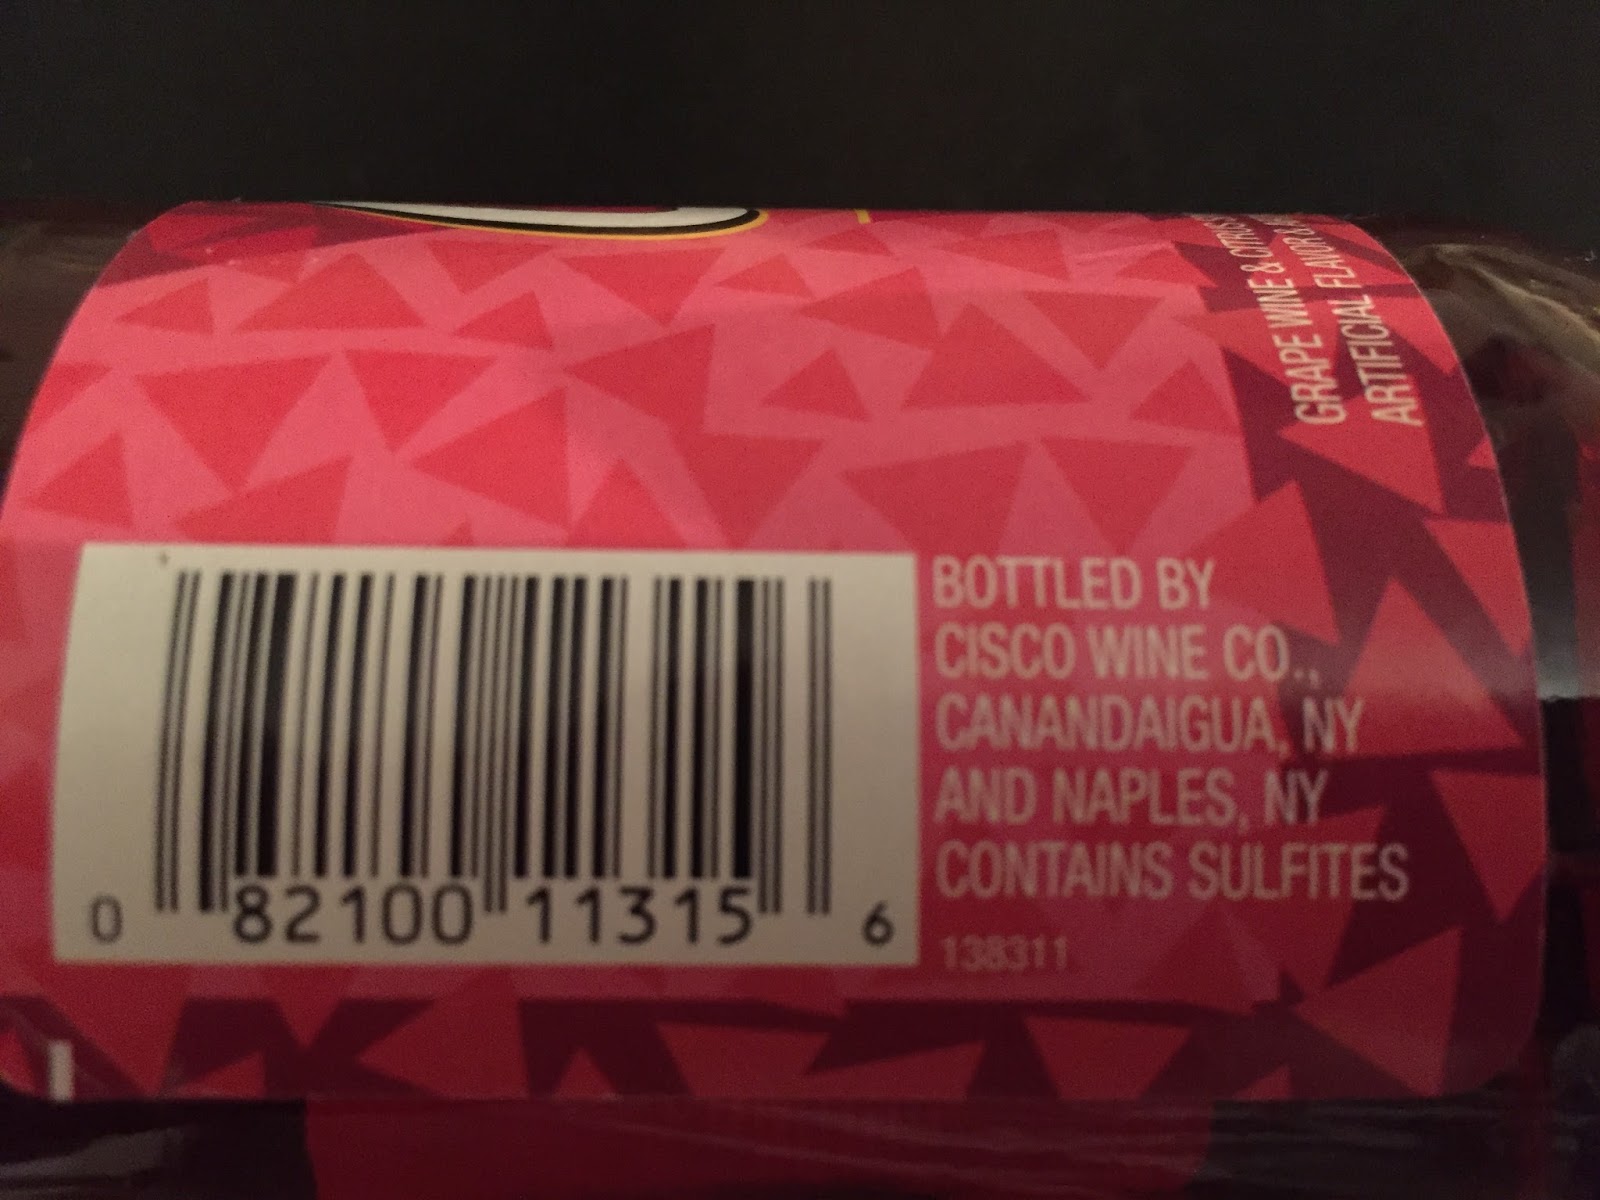 GRAPE WINE & CITRUS
ARTIFICIAL FLAVOR &
BOTTLED BY
CISCO WINE CO.,
CANANDAIGUA, NY
AND NAPLES, NY
CONTAINS SULFITES
138311
0 82100 11315 6